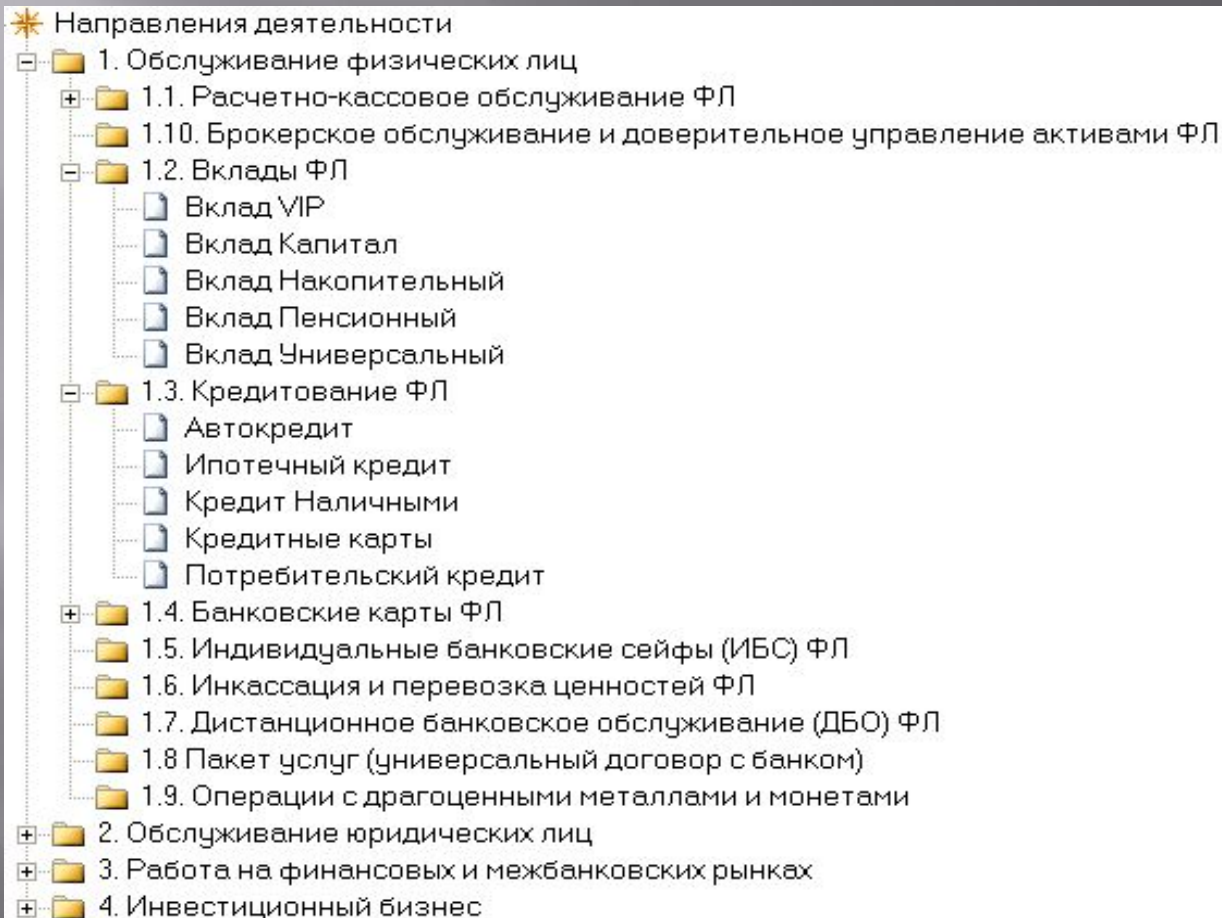 Направления деятельности
1. Обслуживание физических лиц
1.1. Расчетно-кассовое обслуживание ФЛ
1.10. Брокерское обслуживание и доверительное управление активами ФЛ
1.2. Вклады ФЛ
Вклад VIP
Вклад Капитал
Вклад Накопительный
Вклад Пенсионный
Вклад Универсальный
1.3. Кредитование ФЛ
Автокредит
Ипотечный кредит
Кредит Наличными
Кредитные карты
Потребительский кредит
1.4. Банковские карты ФЛ
1.5. Индивидуальные банковские сейфы (ИБС) ФЛ
1.6. Инкассация и перевозка ценностей ФЛ
1.7. Дистанционное банковское обслуживание (ДБО) ФЛ
1.8 Пакет услуг (универсальный договор с банком)
1.9. Операции с драгоценными металлами и монетами
2. Обслуживание юридических лиц
3. Работа на финансовых и межбанковских рынках
4. Инвестиционный бизнес